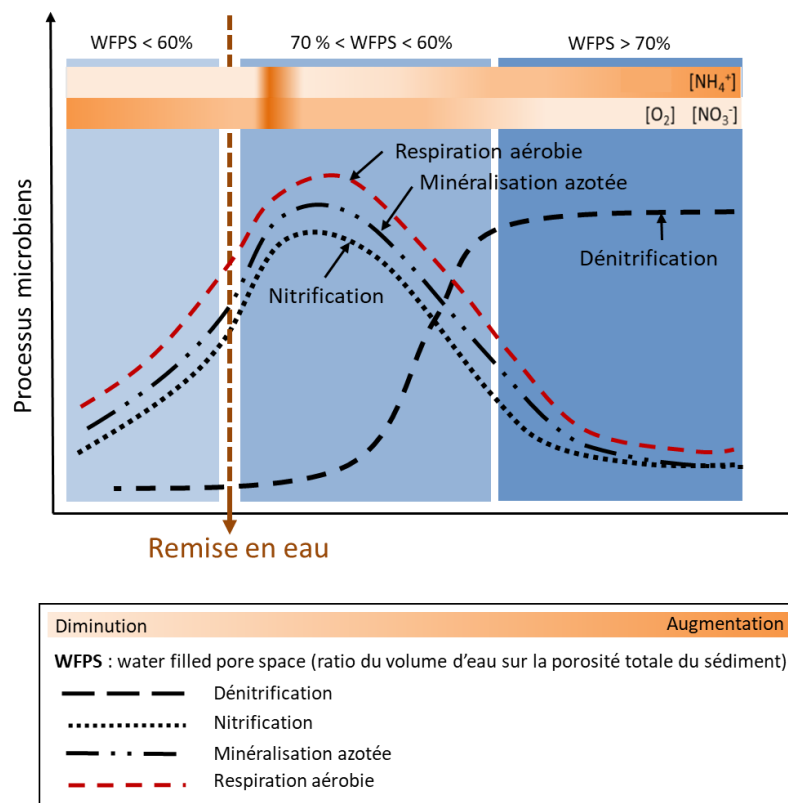 WFPS < 60%
70 % < WFPS < 60%
WFPS > 70%
[NH₄⁺]
[O₂] [NO₃⁻]
Respiration aérobie
Minéralisation azotée
Dénitrification
Nitrification
Processus microbiens
Remise en eau
Diminution
Augmentation
WFPS : water filled pore space (ratio du volume d'eau sur la porosité totale du sédiment)
Dénitrification
Nitrification
Minéralisation azotée
Respiration aérobie